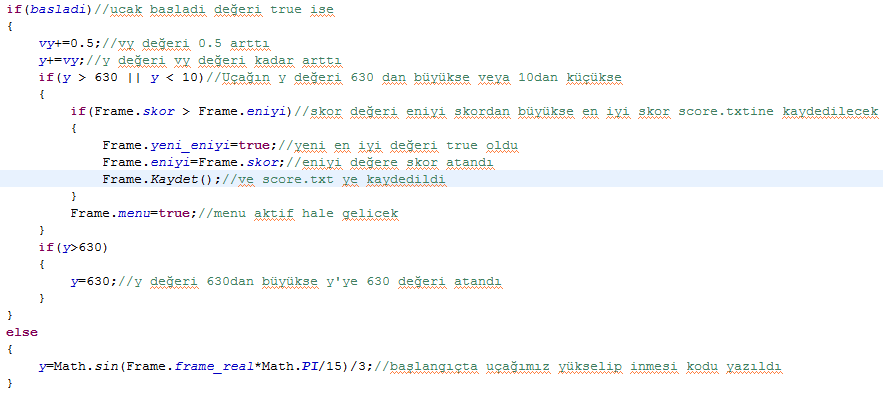 if(basladi)//ucak basladi değeri true ise
{
    vy+=0.5;//vy değeri 0.5 arttı
    y+=vy;//y değeri vy değeri kadar arttı
    if(y > 630 || y < 10)//Uçağın y değeri 630 dan büyükse veya 10dan küçükse
    {
        if(Frame.skor > Frame.eniyi)//skor değeri eniyi skordan büyükse en iyi skor score.txtine kaydedilecek
        {
            Frame.yeni_eniyi=true;//yeni en iyi değeri true oldu
            Frame.eniyi=Frame.skor;//eniyi değere skor atandı
            Frame.Kaydet();//ve score.txt ye kaydedildi
        }
        Frame.menu=true;//menu aktif hale gelicek
    }
    if(y>630)
    {
        y=630;//y değeri 630dan büyükse y'ye 630 değeri atandı
    }
}
else
{
    y=Math.sin(Frame.frame_real*Math.PI/15)/3;//başlangıçta uçağımız yükselip inmesi kodu yazıldı
}